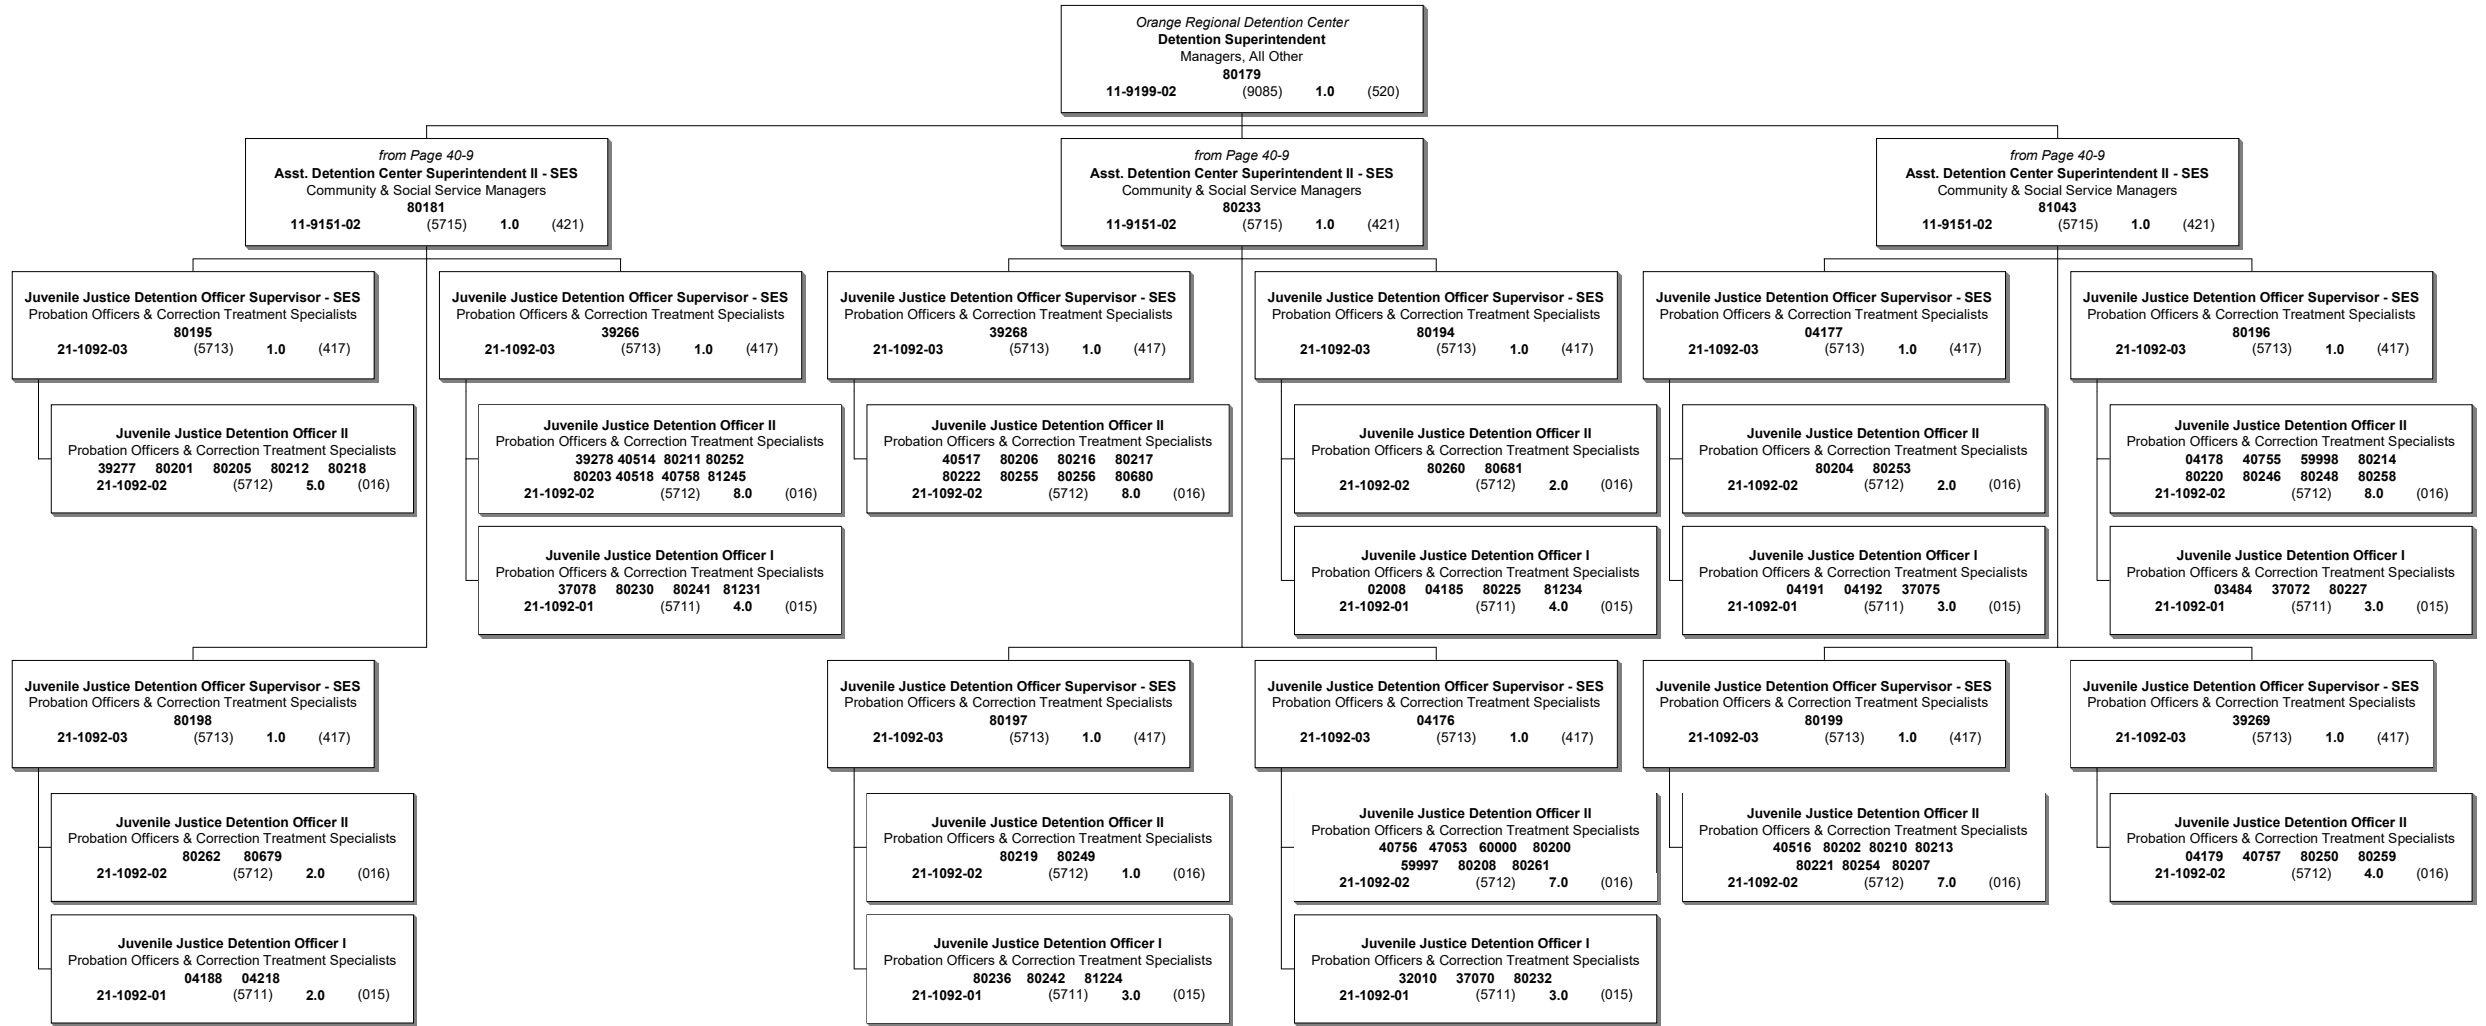 Orange Regional Detention Center
Detention Superintendent
Managers, All Other
80179
11-9199-02 (9085) 1.0 (520)
from Page 40-9
Asst. Detention Center Superintendent II - SES
Community & Social Service Managers
80181
11-9151-02 (5715) 1.0 (421)
from Page 40-9
Asst. Detention Center Superintendent II - SES
Community & Social Service Managers
80233
11-9151-02 (5715) 1.0 (421)
from Page 40-9
Asst. Detention Center Superintendent II - SES
Community & Social Service Managers
81043
11-9151-02 (5715) 1.0 (421)
Juvenile Justice Detention Officer Supervisor - SES
Probation Officers & Correction Treatment Specialists
80195
21-1092-03 (5713) 1.0 (417)
Juvenile Justice Detention Officer Supervisor - SES
Probation Officers & Correction Treatment Specialists
39266
21-1092-03 (5713) 1.0 (417)
Juvenile Justice Detention Officer Supervisor - SES
Probation Officers & Correction Treatment Specialists
39268
21-1092-03 (5713) 1.0 (417)
Juvenile Justice Detention Officer Supervisor - SES
Probation Officers & Correction Treatment Specialists
80194
21-1092-03 (5713) 1.0 (417)
Juvenile Justice Detention Officer Supervisor - SES
Probation Officers & Correction Treatment Specialists
04177
21-1092-03 (5713) 1.0 (417)
Juvenile Justice Detention Officer Supervisor - SES
Probation Officers & Correction Treatment Specialists
80196
21-1092-03 (5713) 1.0 (417)
Juvenile Justice Detention Officer II
Probation Officers & Correction Treatment Specialists
39277 80201 80205 80212 80218
21-1092-02 (5712) 5.0 (016)
Juvenile Justice Detention Officer II
Probation Officers & Correction Treatment Specialists
39278 40514 80211 80252
80203 40518 40758 81245
21-1092-02 (5712) 8.0 (016)
Juvenile Justice Detention Officer II
Probation Officers & Correction Treatment Specialists
40517 80206 80216 80217
80222 80255 80256 80680
21-1092-02 (5712) 8.0 (016)
Juvenile Justice Detention Officer II
Probation Officers & Correction Treatment Specialists
80260 80681
21-1092-02 (5712) 2.0 (016)
Juvenile Justice Detention Officer II
Probation Officers & Correction Treatment Specialists
80204 80253
21-1092-02 (5712) 2.0 (016)
Juvenile Justice Detention Officer II
Probation Officers & Correction Treatment Specialists
04178 40755 59998 80214
80220 80246 80248 80258
21-1092-02 (5712) 8.0 (016)
Juvenile Justice Detention Officer I
Probation Officers & Correction Treatment Specialists
37078 80230 80241 81231
21-1092-01 (5711) 4.0 (015)
Juvenile Justice Detention Officer I
Probation Officers & Correction Treatment Specialists
02008 04185 80225 81234
21-1092-01 (5711) 4.0 (015)
Juvenile Justice Detention Officer I
Probation Officers & Correction Treatment Specialists
04191 04192 37075
21-1092-01 (5711) 3.0 (015)
Juvenile Justice Detention Officer I
Probation Officers & Correction Treatment Specialists
03484 37072 80227
21-1092-01 (5711) 3.0 (015)
Juvenile Justice Detention Officer Supervisor - SES
Probation Officers & Correction Treatment Specialists
80198
21-1092-03 (5713) 1.0 (417)
Juvenile Justice Detention Officer Supervisor - SES
Probation Officers & Correction Treatment Specialists
80197
21-1092-03 (5713) 1.0 (417)
Juvenile Justice Detention Officer Supervisor - SES
Probation Officers & Correction Treatment Specialists
04176
21-1092-03 (5713) 1.0 (417)
Juvenile Justice Detention Officer Supervisor - SES
Probation Officers & Correction Treatment Specialists
80199
21-1092-03 (5713) 1.0 (417)
Juvenile Justice Detention Officer Supervisor - SES
Probation Officers & Correction Treatment Specialists
39269
21-1092-03 (5713) 1.0 (417)
Juvenile Justice Detention Officer II
Probation Officers & Correction Treatment Specialists
80262 80679
21-1092-02 (5712) 2.0 (016)
Juvenile Justice Detention Officer II
Probation Officers & Correction Treatment Specialists
80219 80249
21-1092-02 (5712) 1.0 (016)
Juvenile Justice Detention Officer II
Probation Officers & Correction Treatment Specialists
40756 47053 60000 80200
59997 80208 80261
21-1092-02 (5712) 7.0 (016)
Juvenile Justice Detention Officer II
Probation Officers & Correction Treatment Specialists
40516 80202 80210 80213
80221 80254 80207
21-1092-02 (5712) 7.0 (016)
Juvenile Justice Detention Officer II
Probation Officers & Correction Treatment Specialists
04179 40757 80250 80259
21-1092-02 (5712) 4.0 (016)
Juvenile Justice Detention Officer I
Probation Officers & Correction Treatment Specialists
04188 04218
21-1092-01 (5711) 2.0 (015)
Juvenile Justice Detention Officer I
Probation Officers & Correction Treatment Specialists
80236 80242 81224
21-1092-01 (5711) 3.0 (015)
Juvenile Justice Detention Officer I
Probation Officers & Correction Treatment Specialists
32010 37070 80232
21-1092-01 (5711) 3.0 (015)